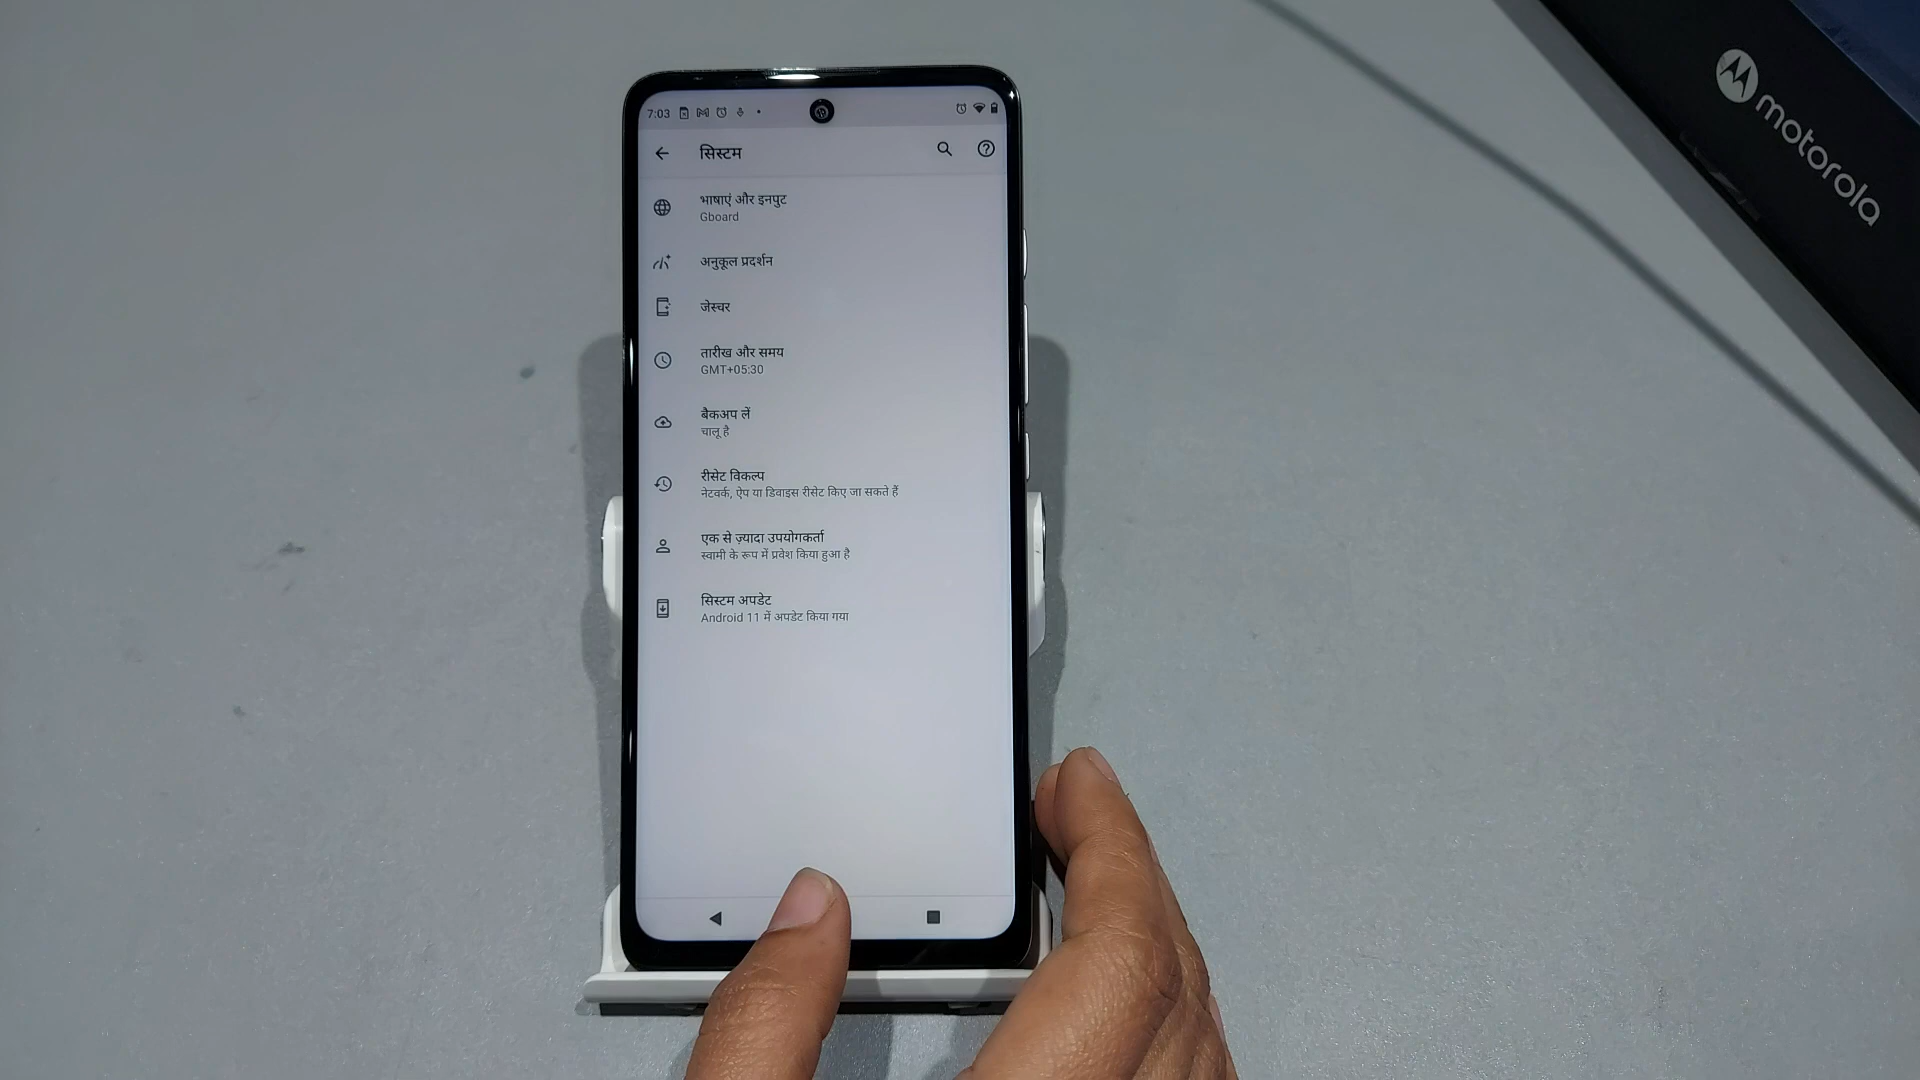 7:03
सिस्टम
भाषाएं और इनपुट
Gboard
अनुकूल प्रदर्शन
जेस्चर
तारीख और समय
GMT+05:30
बैकअप लें
चालू है
रीसेट विकल्प
नेटवर्क, ऐप या डिवाइस रीसेट किए जा सकते हैं
एक से ज़्यादा उपयोगकर्ता
स्वामी के रूप में प्रवेश किया हुआ है
सिस्टम अपडेट
Android 11 में अपडेट किया गया
motorola